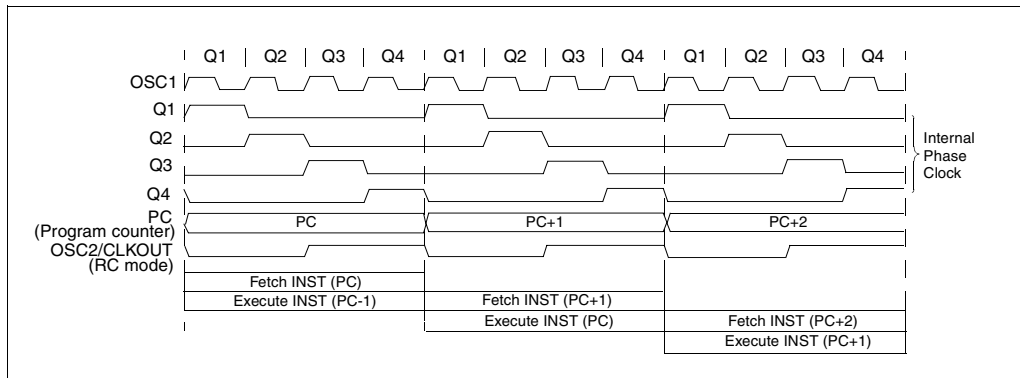 Q1 Q2 Q3 Q4 Q1 Q2 Q3 Q4 Q1 Q2 Q3 Q4
OSC1
Q1
Q2
Q3
Q4
Internal
Phase
Clock
PC
(Program counter)
PC PC+1 PC+2
OSC2/CLKOUT
(RC mode)
Fetch INST (PC)
Execute INST (PC-1) Fetch INST (PC+1)
Execute INST (PC) Fetch INST (PC+2)
Execute INST (PC+1)